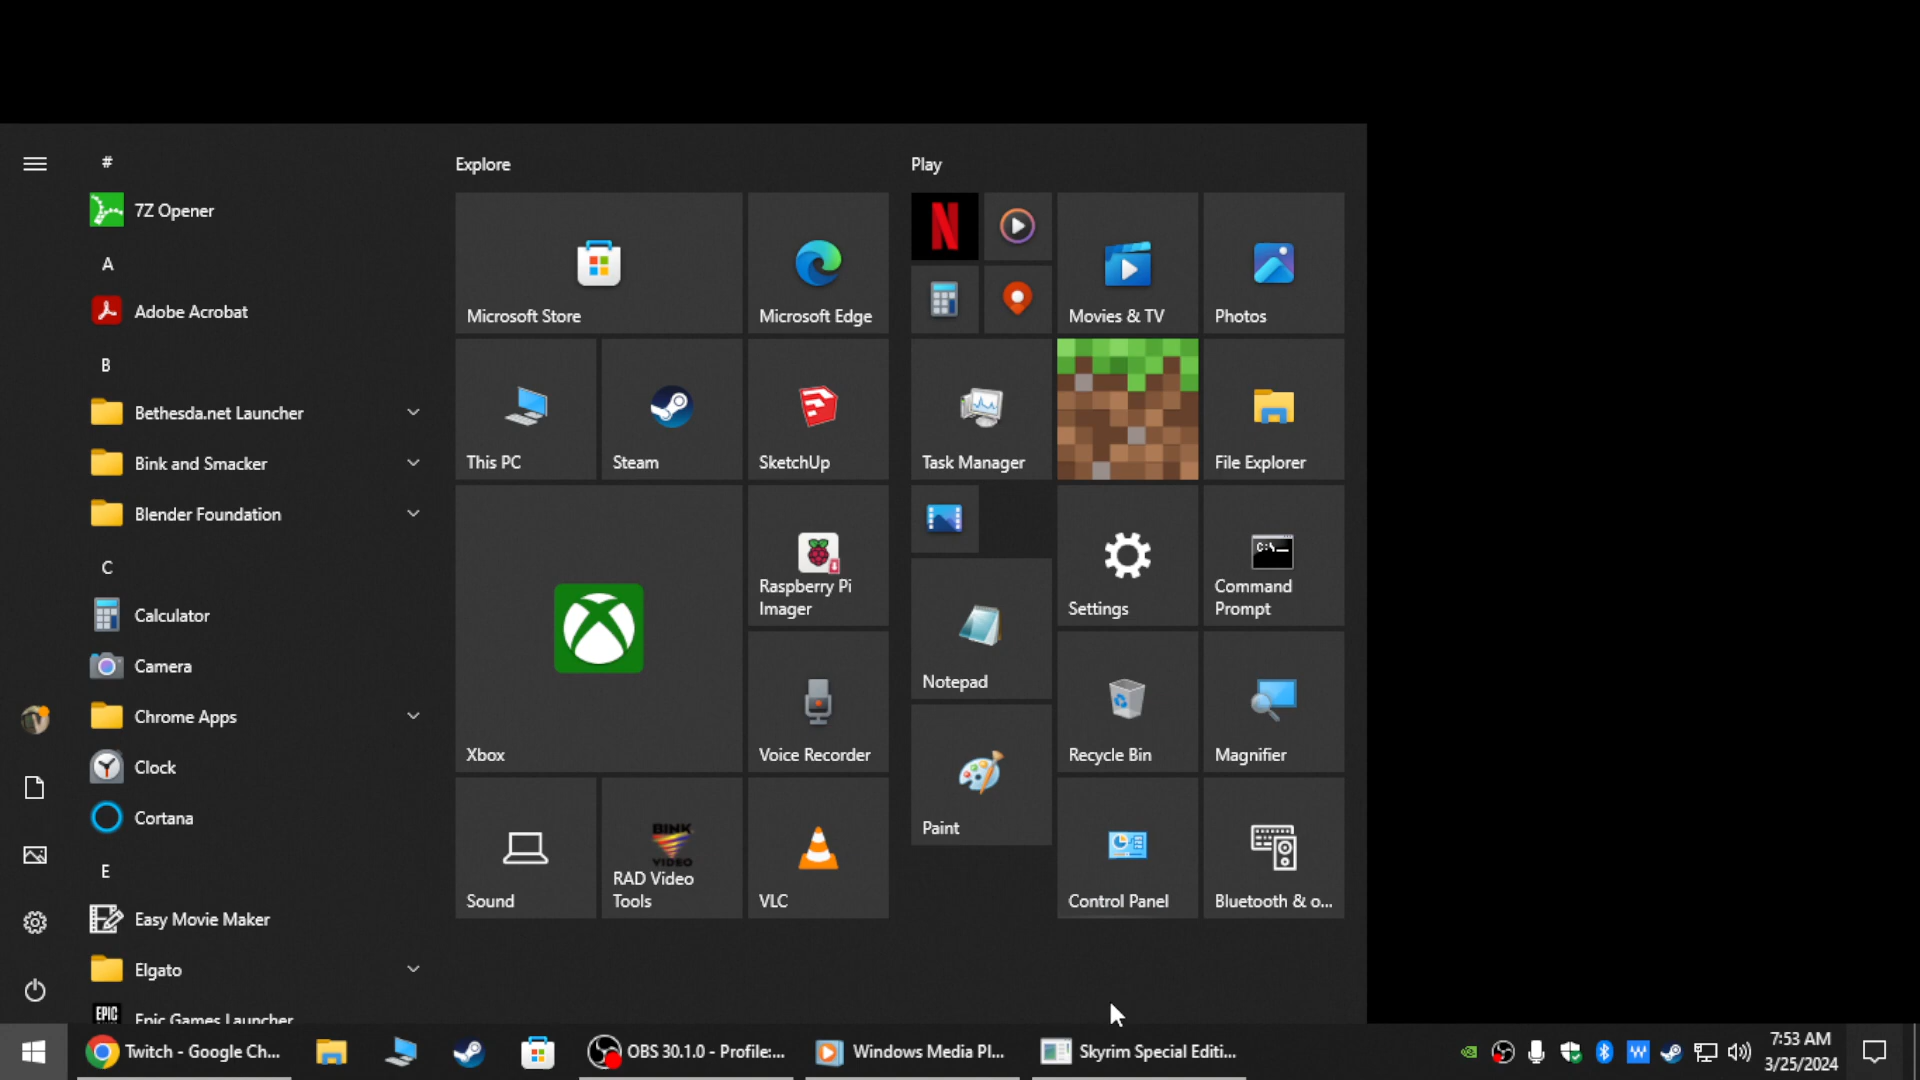 #
7Z Opener
A
Adobe Acrobat
B
Bethesda.net Launcher
Bink and Smacker
Blender Foundation
C
Calculator
Camera
Chrome Apps
Clock
Cortana
E
Easy Movie Maker
Elgato
EPIC
Epic Games Launcher
Explore
Microsoft Store
Microsoft Edge
This PC
Steam
SketchUp
Xbox
Raspberry Pi
Imager
Voice Recorder
Sound
BINK
VIDEO
RAD Video
Tools
VLC
Play
N
Movies & TV
Photos
Task Manager
File Explorer
Settings
C:\
Command
Prompt
Notepad
Recycle Bin
Magnifier
Paint
Control Panel
Bluetooth & o...
Twitch - Google Ch...
OBS 30.1.0 - Profile:...
Windows Media Pl...
Skyrim Special Editi...
W
7:53 AM
3/25/2024